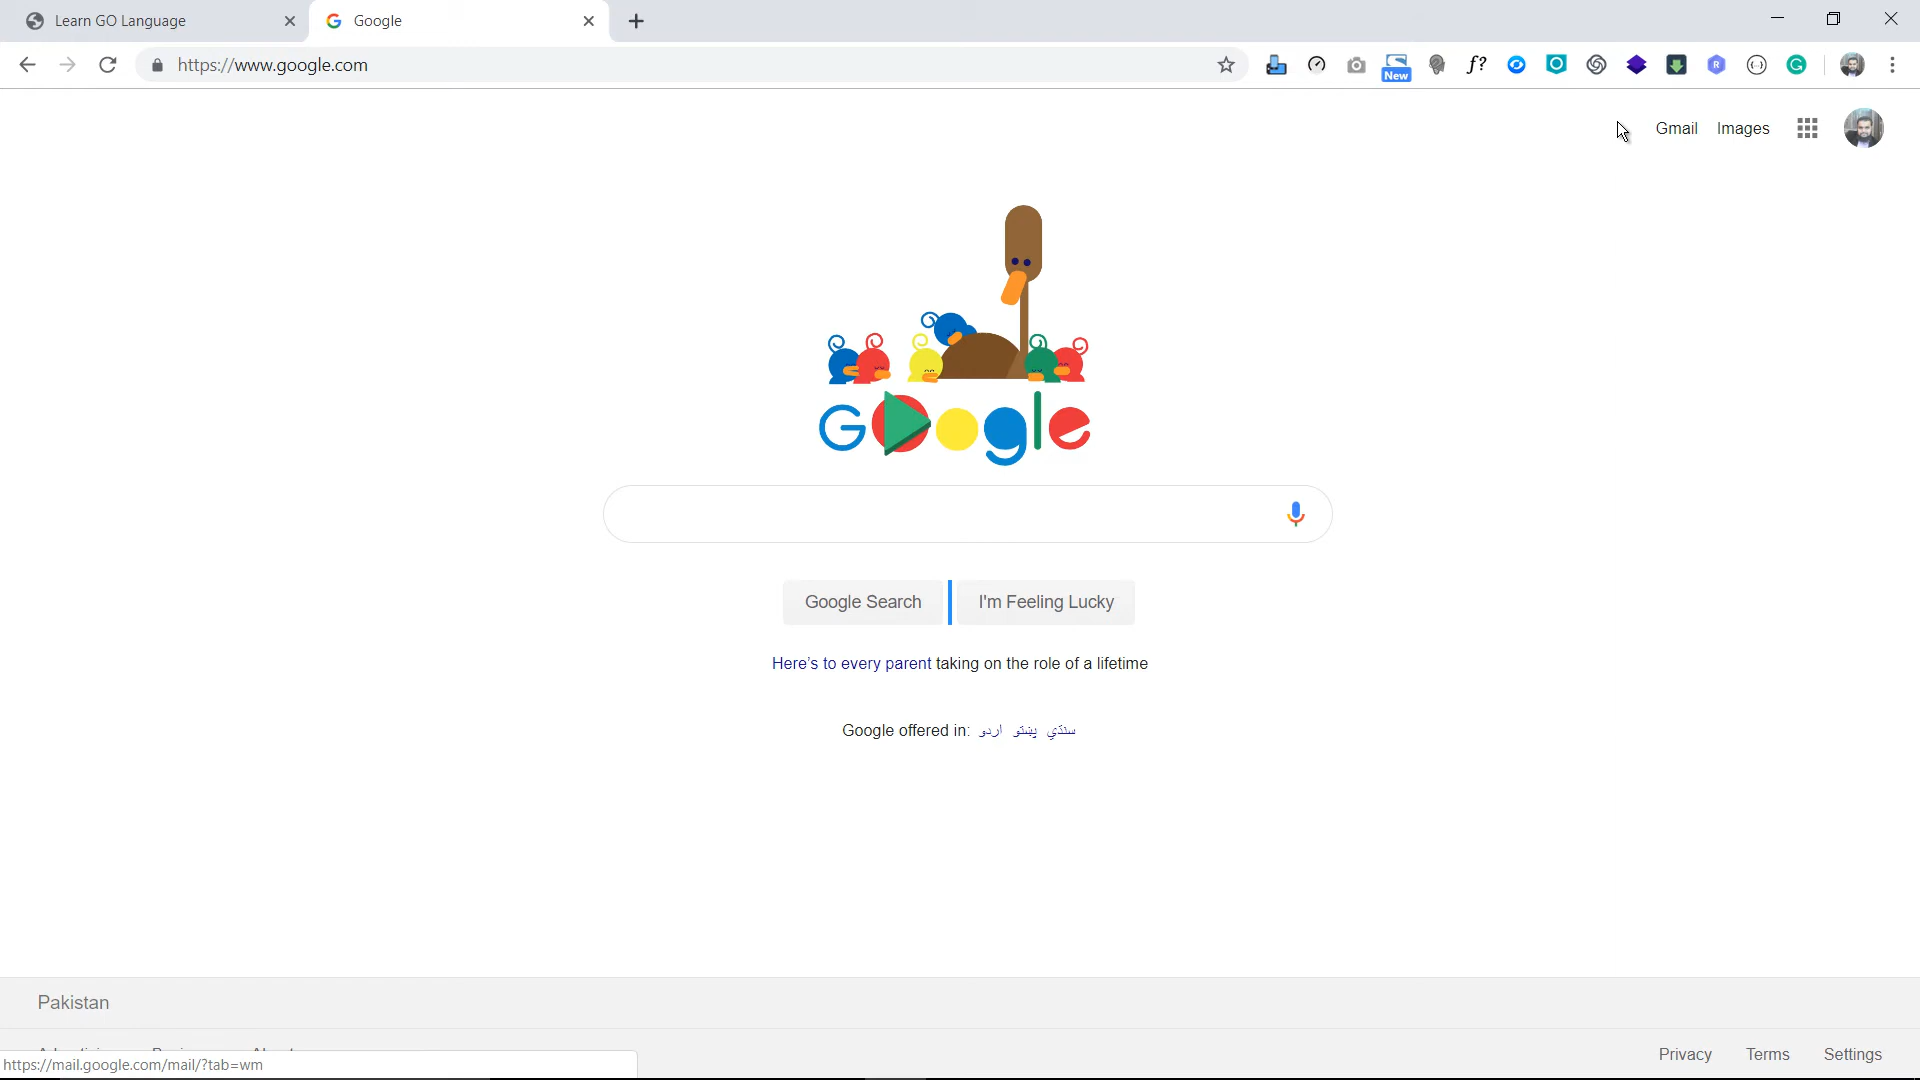 Learn GO Language
Google
https://www.google.com
New
f?
R
G
Gmail Images
Google
Google Search
I'm Feeling Lucky
Here's to every parent taking on the role of a lifetime
Google offered in: اردو پښتو سنڌي
Pakistan
Privacy Terms Settings
https://mail.google.com/mail/?tab=wm